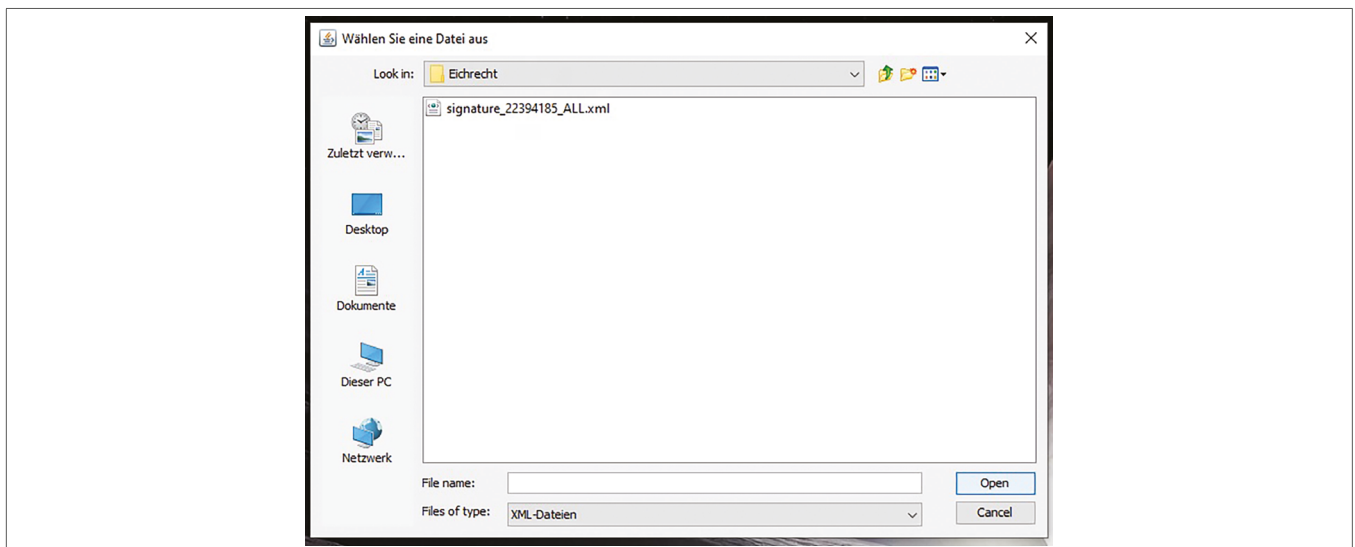 Wählen Sie eine Datei aus
Look in: Eichrecht
signature_22394185_ALL.xml
Zuletzt verw...
Desktop
Dokumente
Dieser PC
Netzwerk
File name: Open
Files of type: XML-Dateien Cancel